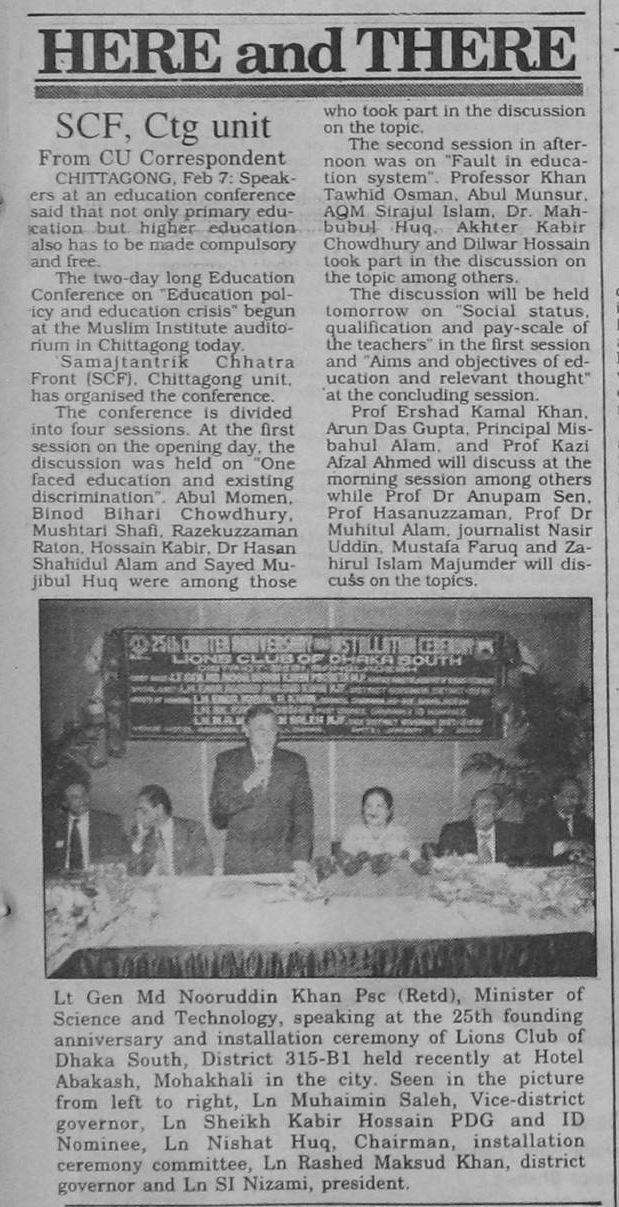 HERE and THERE
SCF, Ctg unit
From CU Correspondent
CHITTAGONG, Feb 7: Speak-
ers at an education conference
said that not only primary edu-
cation but higher education
also has to be made compulsory
and free.
The two-day long Education
Conference on "Education pol-
icy and education crisis" begun
at the Muslim Institute audito-
rium in Chittagong today.
Samajtantrik Chhatra
Front (SCF), Chittagong unit,
has organised the conference.
The conference is divided
into four sessions. At the first
session on the opening day, the
discussion was held on "One
faced education and existing
discrimination". Abul Momen,
Binod Bihari Chowdhury,
Mushtari Shafi, Razekuzzaman
Raton, Hossain Kabir, Dr Hasan
Shahidul Alam and Sayed Mu-
jibul Huq were among those
who took part in the discussion
on the topic.
The second session in after-
noon was on "Fault in educa-
tion system". Professor Khan
Tawhid Osman, Abul Munsur,
AQM Sirajul Islam, Dr. Mah-
bubul Huq, Akhter Kabir
Chowdhury and Dilwar Hossain
took part in the discussion on
the topic among others.
The discussion will be held
tomorrow on "Social status,
qualification and pay-scale of
the teachers" in the first session
and "Aims and objectives of ed-
ucation and relevant thought"
at the concluding session.
Prof Ershad Kamal Khan,
Arun Das Gupta, Principal Mis-
bahul Alam, and Prof Kazi
Afzal Ahmed will discuss at the
morning session among others
while Prof Dr Anupam Sen,
Prof Hasanuzzaman, Prof Dr
Muhitul Alam, journalist Nasir
Uddin, Mustafa Faruq and Za-
hirul Islam Majumder will dis-
cuss on the topics.
25th CHARTER ANNIVERSARY AND INSTALLATION CEREMONY
LIONS CLUB OF DHAKA SOUTH
Lt Gen Md Nooruddin Khan Psc (Retd), Minister of
Science and Technology, speaking at the 25th founding
anniversary and installation ceremony of Lions Club of
Dhaka South, District 315-B1 held recently at Hotel
Abakash, Mohakhali in the city. Seen in the picture
from left to right, Ln Muhaimin Saleh, Vice-district
governor, Ln Sheikh Kabir Hossain PDG and ID
Nominee, Ln Nishat Huq, Chairman, installation
ceremony committee, Ln Rashed Maksud Khan, district
governor and Ln SI Nizami, president.